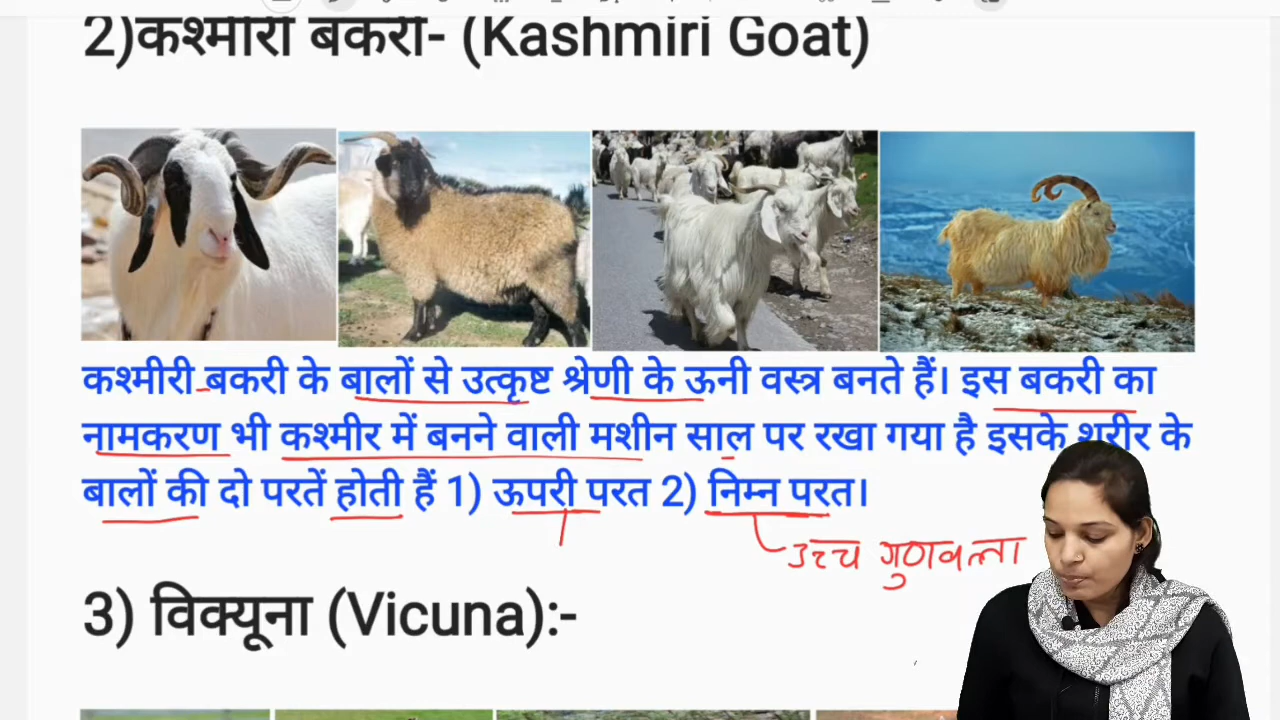 2)कश्मीरी बकरी- (Kashmiri Goat)
कश्मीरी बकरी के बालों से उत्कृष्ट श्रेणी के ऊनी वस्त्र बनते हैं। इस बकरी का
नामकरण भी कश्मीर में बनने वाली मशीन साल पर रखा गया है इसके शरीर के
बालों की दो परतें होती हैं 1) ऊपरी परत 2) निम्न परत।
उच्च गुणवत्ता
3) विक्यूना (Vicuna):-